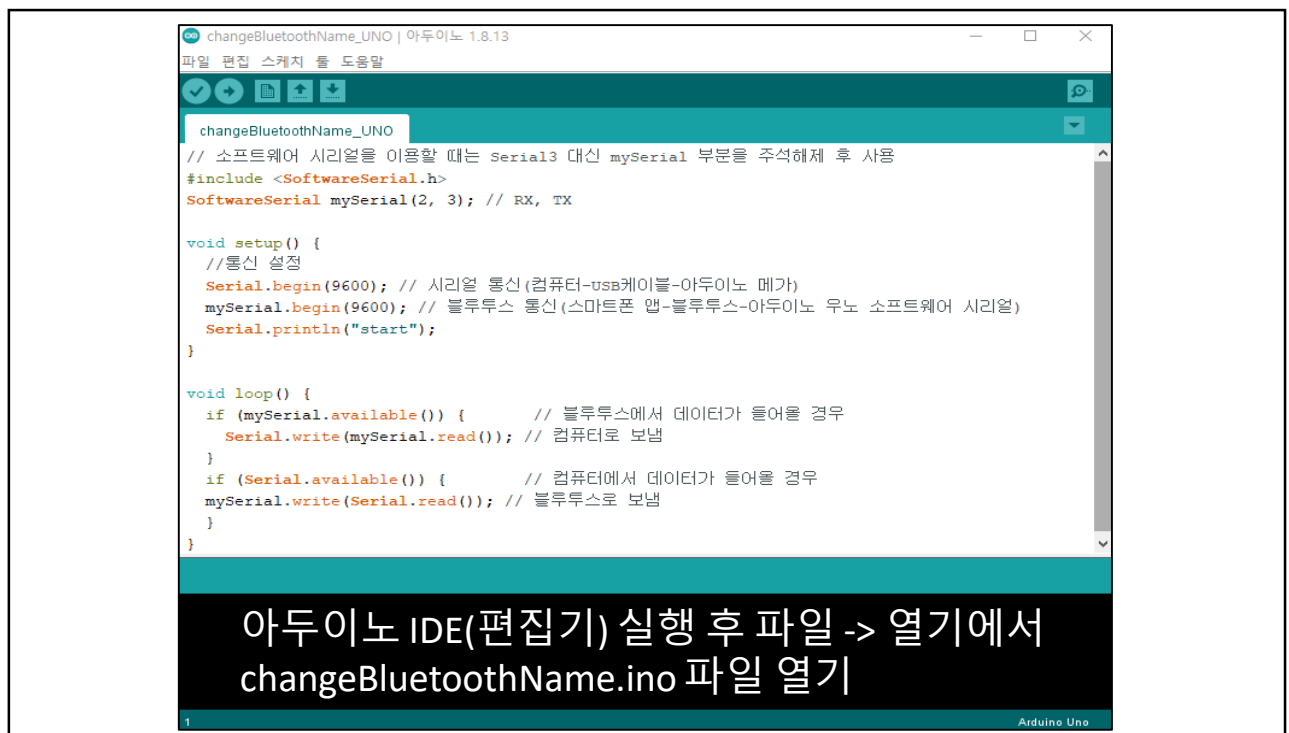 changeBluetoothName_UNO | 아두이노 1.8.13
파일 편집 스케치 툴 도움말
changeBluetoothName_UNO
// 소프트웨어 시리얼을 이용할 때는 Serial3 대신 mySerial 부분을 주석해제 후 사용
#include <SoftwareSerial.h>
SoftwareSerial mySerial(2, 3); // RX, TX
void setup() {
//통신 설정
Serial.begin(9600); // 시리얼 통신(컴퓨터-USB케이블-아두이노 메가)
mySerial.begin(9600); // 블루투스 통신(스마트폰 앱-블루투스-아두이노 우노 소프트웨어 시리얼)
Serial.println("start");
}
void loop() {
if (mySerial.available()) { // 블루투스에서 데이터가 들어올 경우
Serial.write(mySerial.read()); // 컴퓨터로 보냄
}
if (Serial.available()) { // 컴퓨터에서 데이터가 들어올 경우
mySerial.write(Serial.read()); // 블루투스로 보냄
}
}
아두이노 IDE(편집기) 실행 후 파일 -> 열기에서
changeBluetoothName.ino 파일 열기
1 Arduino Uno